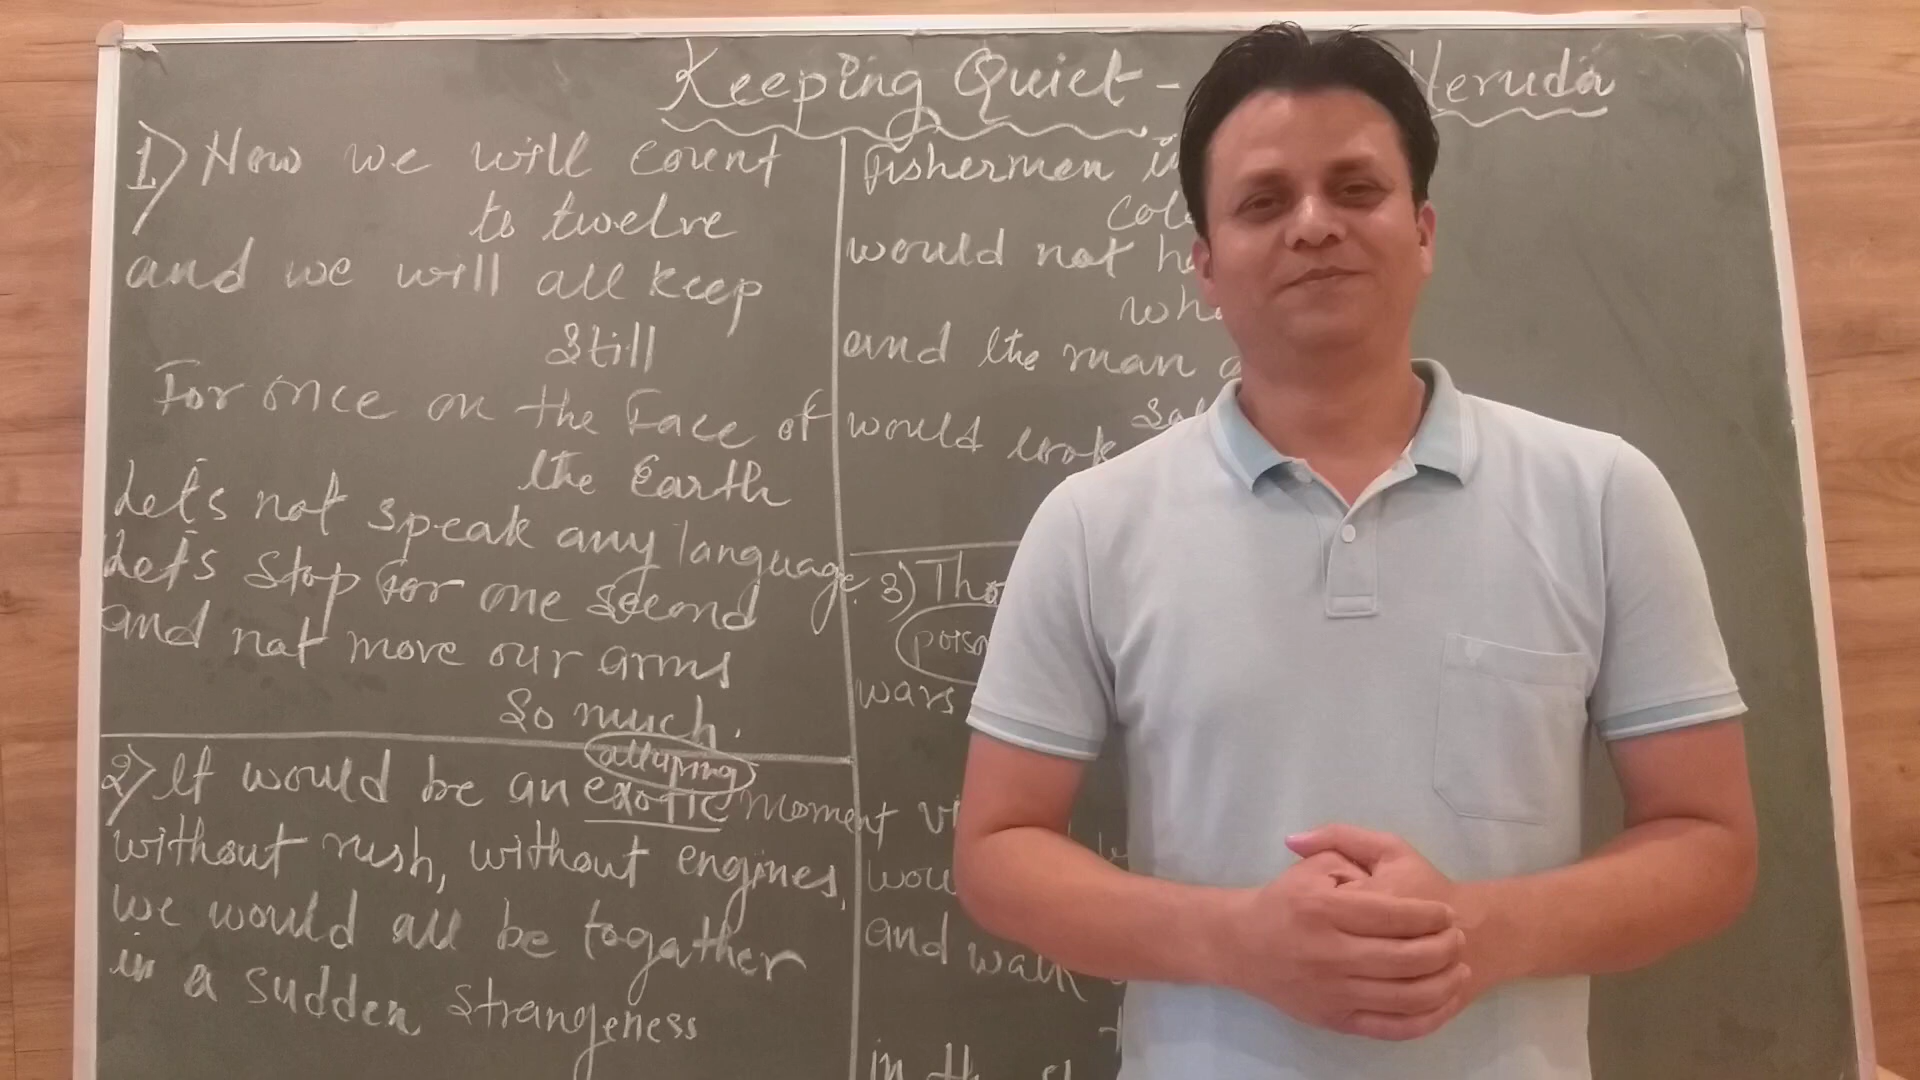 Keeping Quiet - Neruda
1) Now we will count
to twelve
and we will all keep
still
For once on the Face of
the Earth
Let's not speak any language
Let's stop for one second
and not move our arms
so much.
2) It would be an exotic moment
alluring
without rush, without engines,
we would all be togather
in a sudden strangeness
Fishermen
would not
and the man
would look
3)
wars
and walk
in